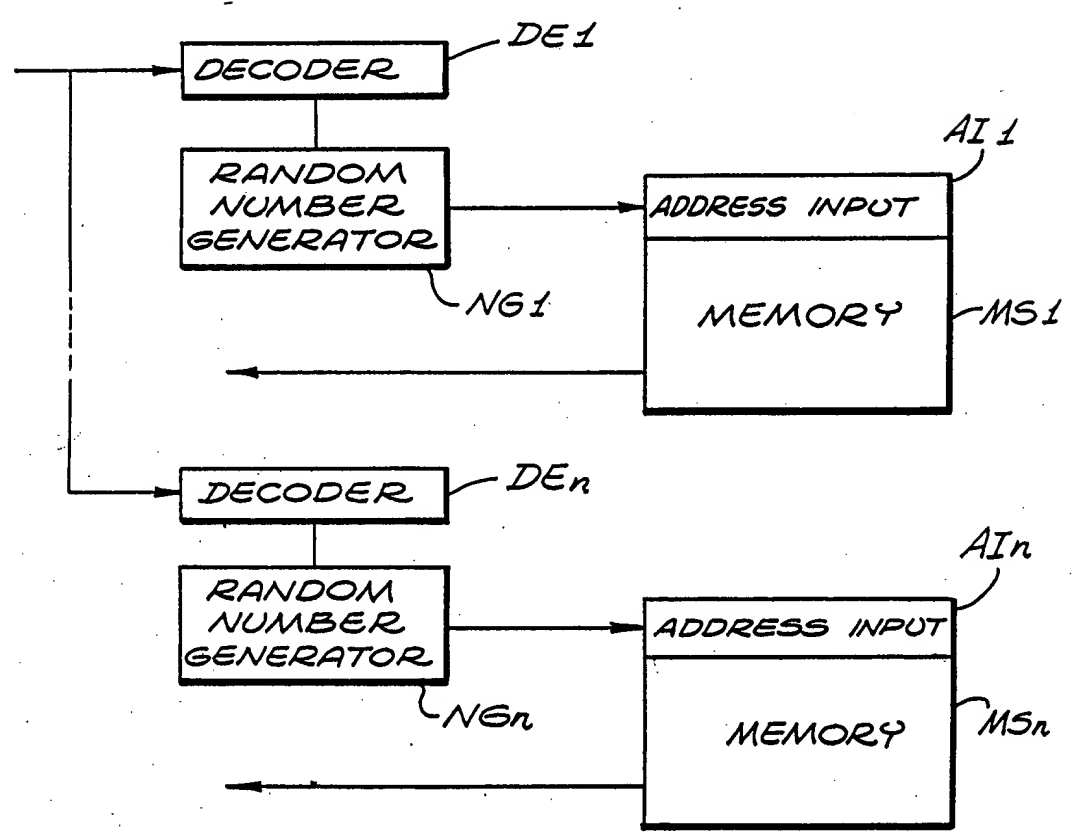 DE1
DECODER
AI1
RANDOM
NUMBER
GENERATOR
ADDRESS INPUT
NG1
MEMORY
MS1
DECODER
DEn
AIn
RANDOM
NUMBER
GENERATOR
ADDRESS INPUT
NGn
MEMORY
MSn